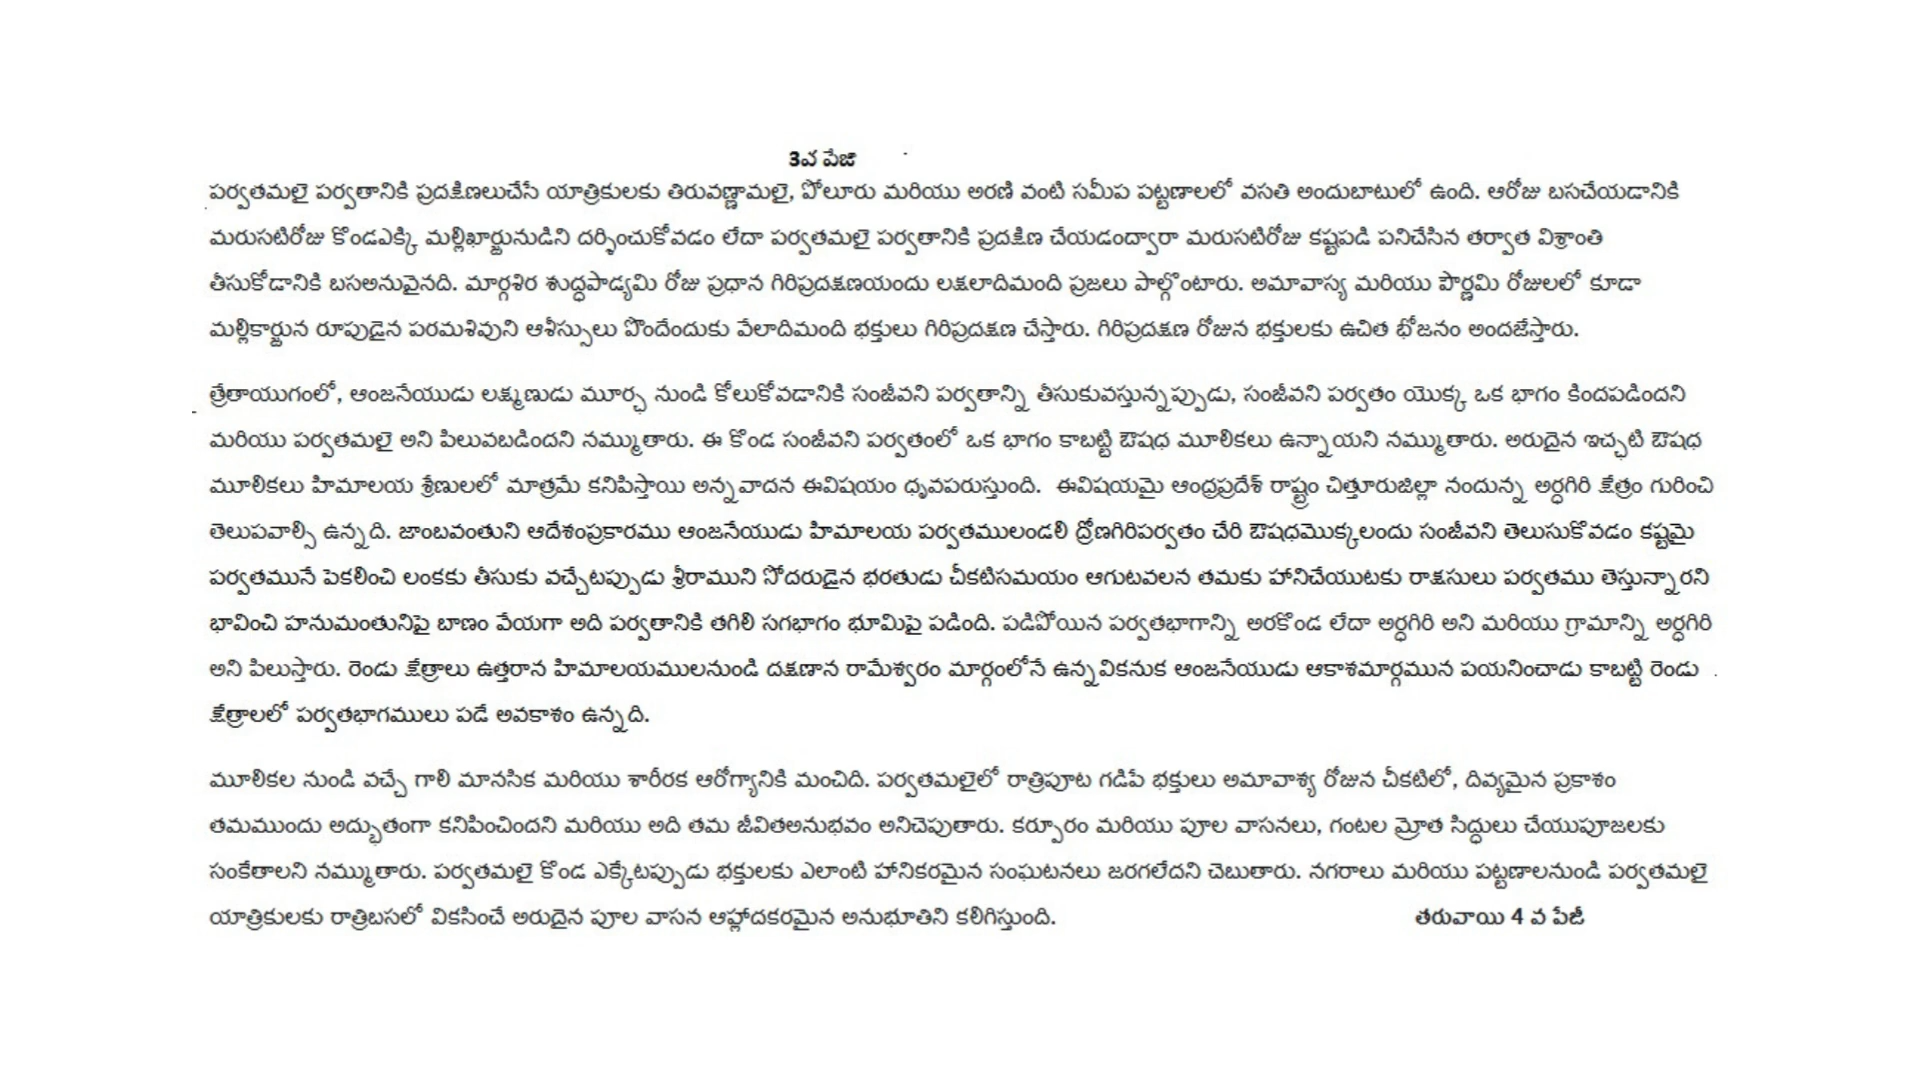 3వ పేజి
పర్వతమలై పర్వతానికి ప్రదక్షిణలుచేసే యాత్రికులకు తిరువణ్ణామలై, పోలూరు మరియు అరణి వంటి సమీప పట్టణాలలో వసతి అందుబాటులో ఉంది. ఆరోజు బసచేయడానికి
మరుసటిరోజు కొండఎక్కి మల్లిఖార్జునుడిని దర్శించుకోవడం లేదా పర్వతమలై పర్వతానికి ప్రదక్షిణ చేయడంద్వారా మరుసటిరోజు కష్టపడి పనిచేసిన తర్వాత విశ్రాంతి
తీసుకోడానికి బసఅనువైనది. మార్గశిర శుద్ధపాడ్యమి రోజు ప్రధాన గిరిప్రదక్షణయందు లక్షలాదిమంది ప్రజలు పాల్గొంటారు. అమావాస్య మరియు పౌర్ణమి రోజులలో కూడా
మల్లికార్జున రూపుడైన పరమశివుని ఆశీస్సులు పొందేందుకు వేలాదిమంది భక్తులు గిరిప్రదక్షణ చేస్తారు. గిరిప్రదక్షణ రోజున భక్తులకు ఉచిత భోజనం అందజేస్తారు.
త్రేతాయుగంలో, ఆంజనేయుడు లక్ష్మణుడు మూర్ఛ నుండి కోలుకోవడానికి సంజీవని పర్వతాన్ని తీసుకువస్తున్నప్పుడు, సంజీవని పర్వతం యొక్క ఒక భాగం కిందపడిందని
మరియు పర్వతమలై అని పిలువబడిందని నమ్ముతారు. ఈ కొండ సంజీవని పర్వతంలో ఒక భాగం కాబట్టి ఔషధ మూలికలు ఉన్నాయని నమ్ముతారు. అరుదైన ఇచ్చటి ఔషధ
మూలికలు హిమాలయ శ్రేణులలో మాత్రమే కనిపిస్తాయి అన్నవాదన ఈవిషయం ధృవపరుస్తుంది. ఈవిషయమై ఆంధ్రప్రదేశ్ రాష్ట్రం చిత్తూరుజిల్లా నందున్న అర్ధగిరి క్షేత్రం గురించి
తెలుపవాల్సి ఉన్నది. జాంబవంతుని ఆదేశంప్రకారము ఆంజనేయుడు హిమాలయ పర్వతములండలి ద్రోణగిరిపర్వతం చేరి ఔషధమొక్కలందు సంజీవని తెలుసుకొవడం కష్టమై
పర్వతమునే పెకలించి లంకకు తీసుకు వచ్చేటప్పుడు శ్రీరాముని సోదరుడైన భరతుడు చీకటిసమయం ఆగుటవలన తమకు హానిచేయుటకు రాక్షసులు పర్వతము తెస్తున్నారని
భావించి హనుమంతునిపై బాణం వేయగా అది పర్వతానికి తగిలి సగభాగం భూమిపై పడింది. పడిపోయిన పర్వతభాగాన్ని అరకొండ లేదా అర్ధగిరి అని మరియు గ్రామాన్ని అర్ధగిరి
అని పిలుస్తారు. రెండు క్షేత్రాలు ఉత్తరాన హిమాలయములనుండి దక్షణాన రామేశ్వరం మార్గంలోనే ఉన్నవికనుక ఆంజనేయుడు ఆకాశమార్గమున పయనించాడు కాబట్టి రెండు
క్షేత్రాలలో పర్వతభాగములు పడే అవకాశం ఉన్నది.
మూలికల నుండి వచ్చే గాలి మానసిక మరియు శారీరక ఆరోగ్యానికి మంచిది. పర్వతమలైలో రాత్రిపూట గడిపే భక్తులు అమావాశ్య రోజున చీకటిలో, దివ్యమైన ప్రకాశం
తమముందు అద్భుతంగా కనిపించిందని మరియు అది తమ జీవితఅనుభవం అనిచెపుతారు. కర్పూరం మరియు పూల వాసనలు, గంటల మ్రోత సిద్ధులు చేయుపూజలకు
సంకేతాలని నమ్ముతారు. పర్వతమలై కొండ ఎక్కేటప్పుడు భక్తులకు ఎలాంటి హానికరమైన సంఘటనలు జరగలేదని చెబుతారు. నగరాలు మరియు పట్టణాలనుండి పర్వతమలై
యాత్రికులకు రాత్రిబసలో వికసించే అరుదైన పూల వాసన ఆహ్లాదకరమైన అనుభూతిని కలిగిస్తుంది. తరువాయి 4 వ పేజీ